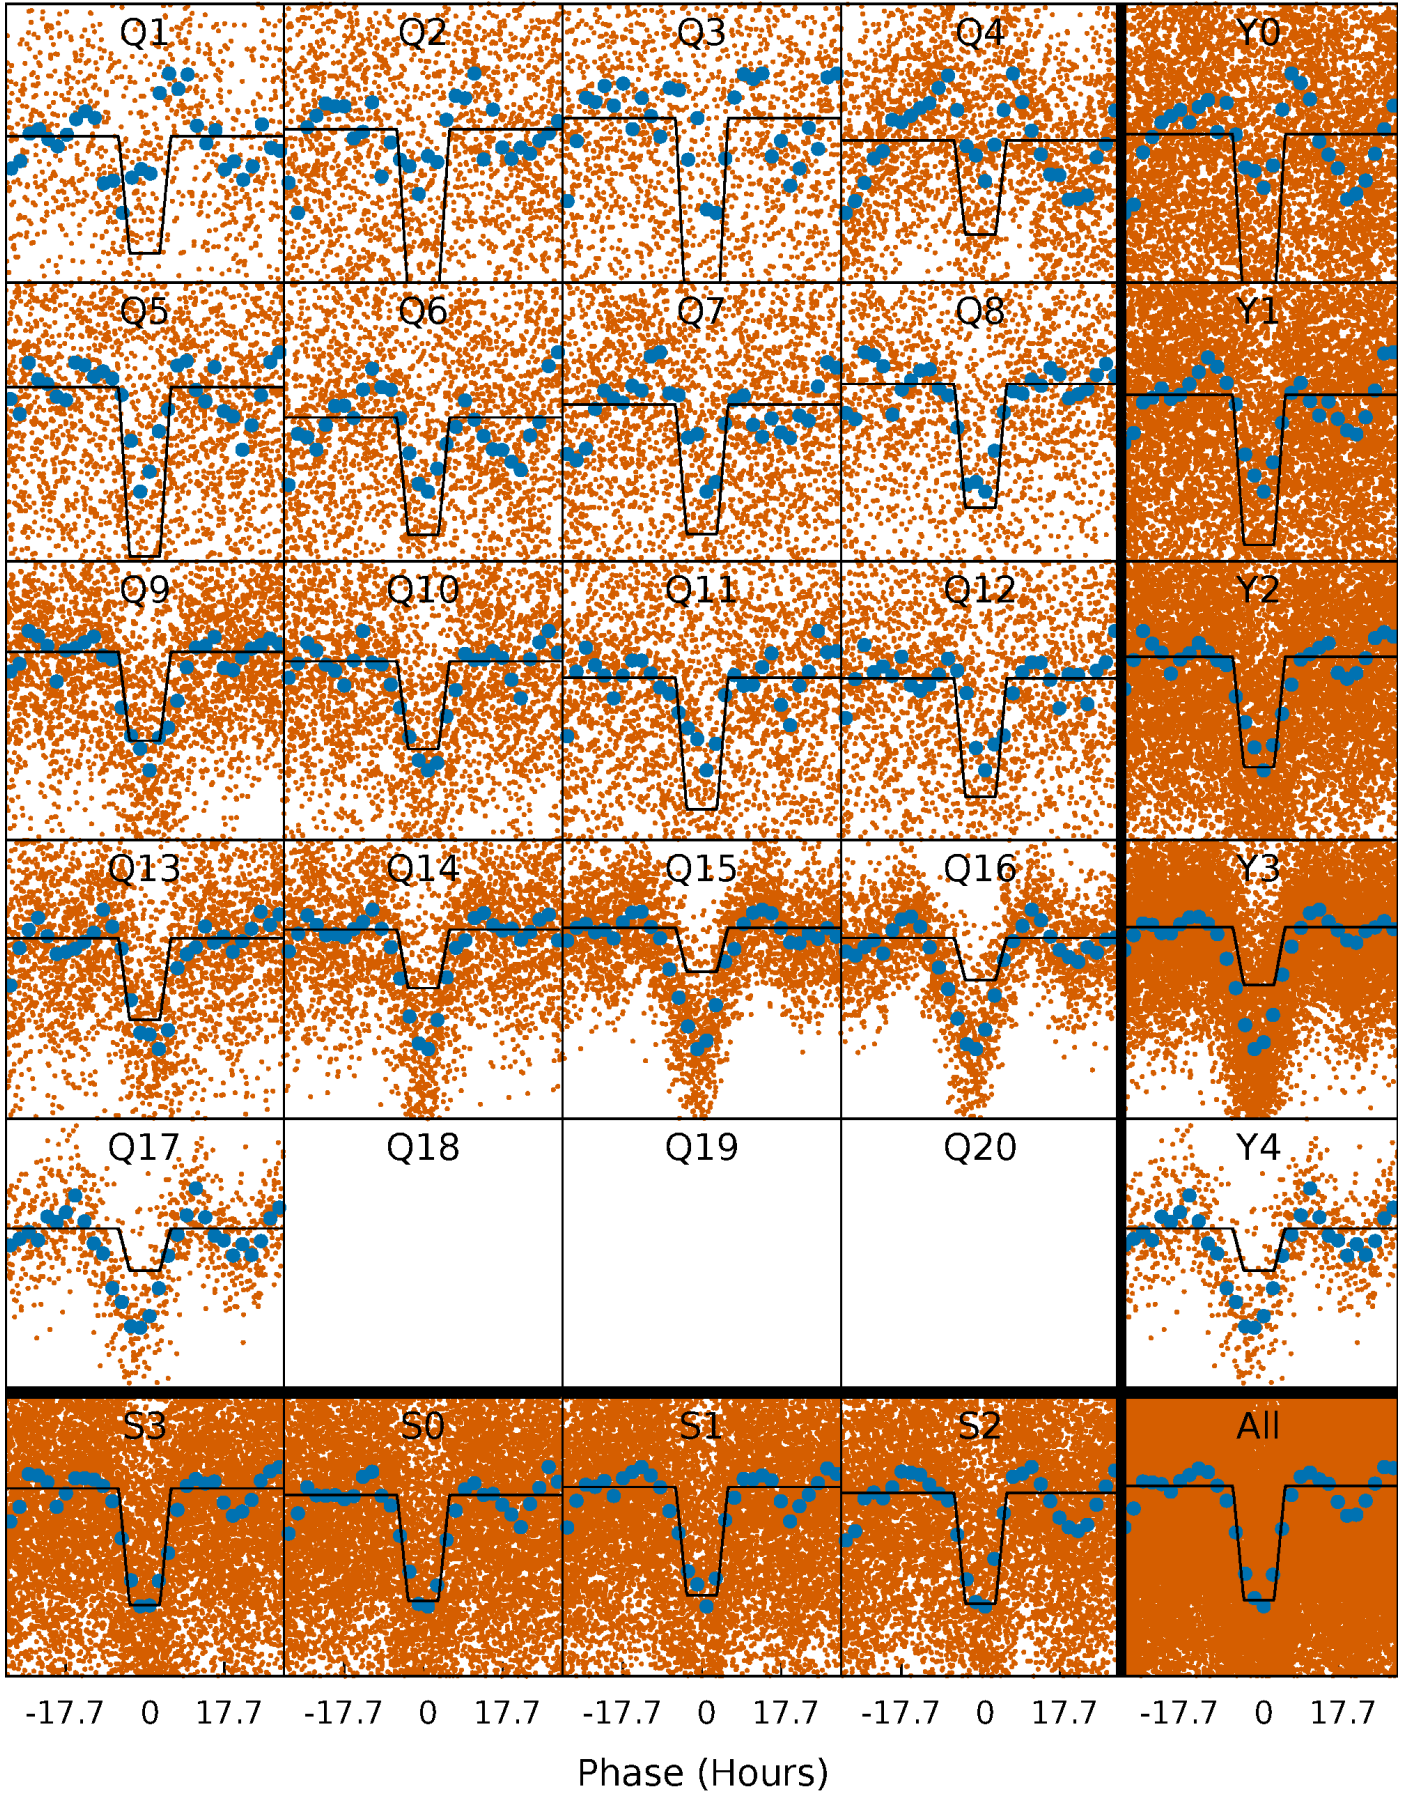 Q1 Q2 Q3 Q4 Y0
Q5 Q6 Q7 Q8 Y1
Q9 Q10 Q11 Q12 Y2
Q13 Q14 Q15 Q16 Y3
Q17 Q18 Q19 Q20 Y4
S3 S0 S1 S2 All
-17.7 0 17.7 -17.7 0 17.7 -17.7 0 17.7 -17.7 0 17.7 -17.7 0 17.7
Phase (Hours)